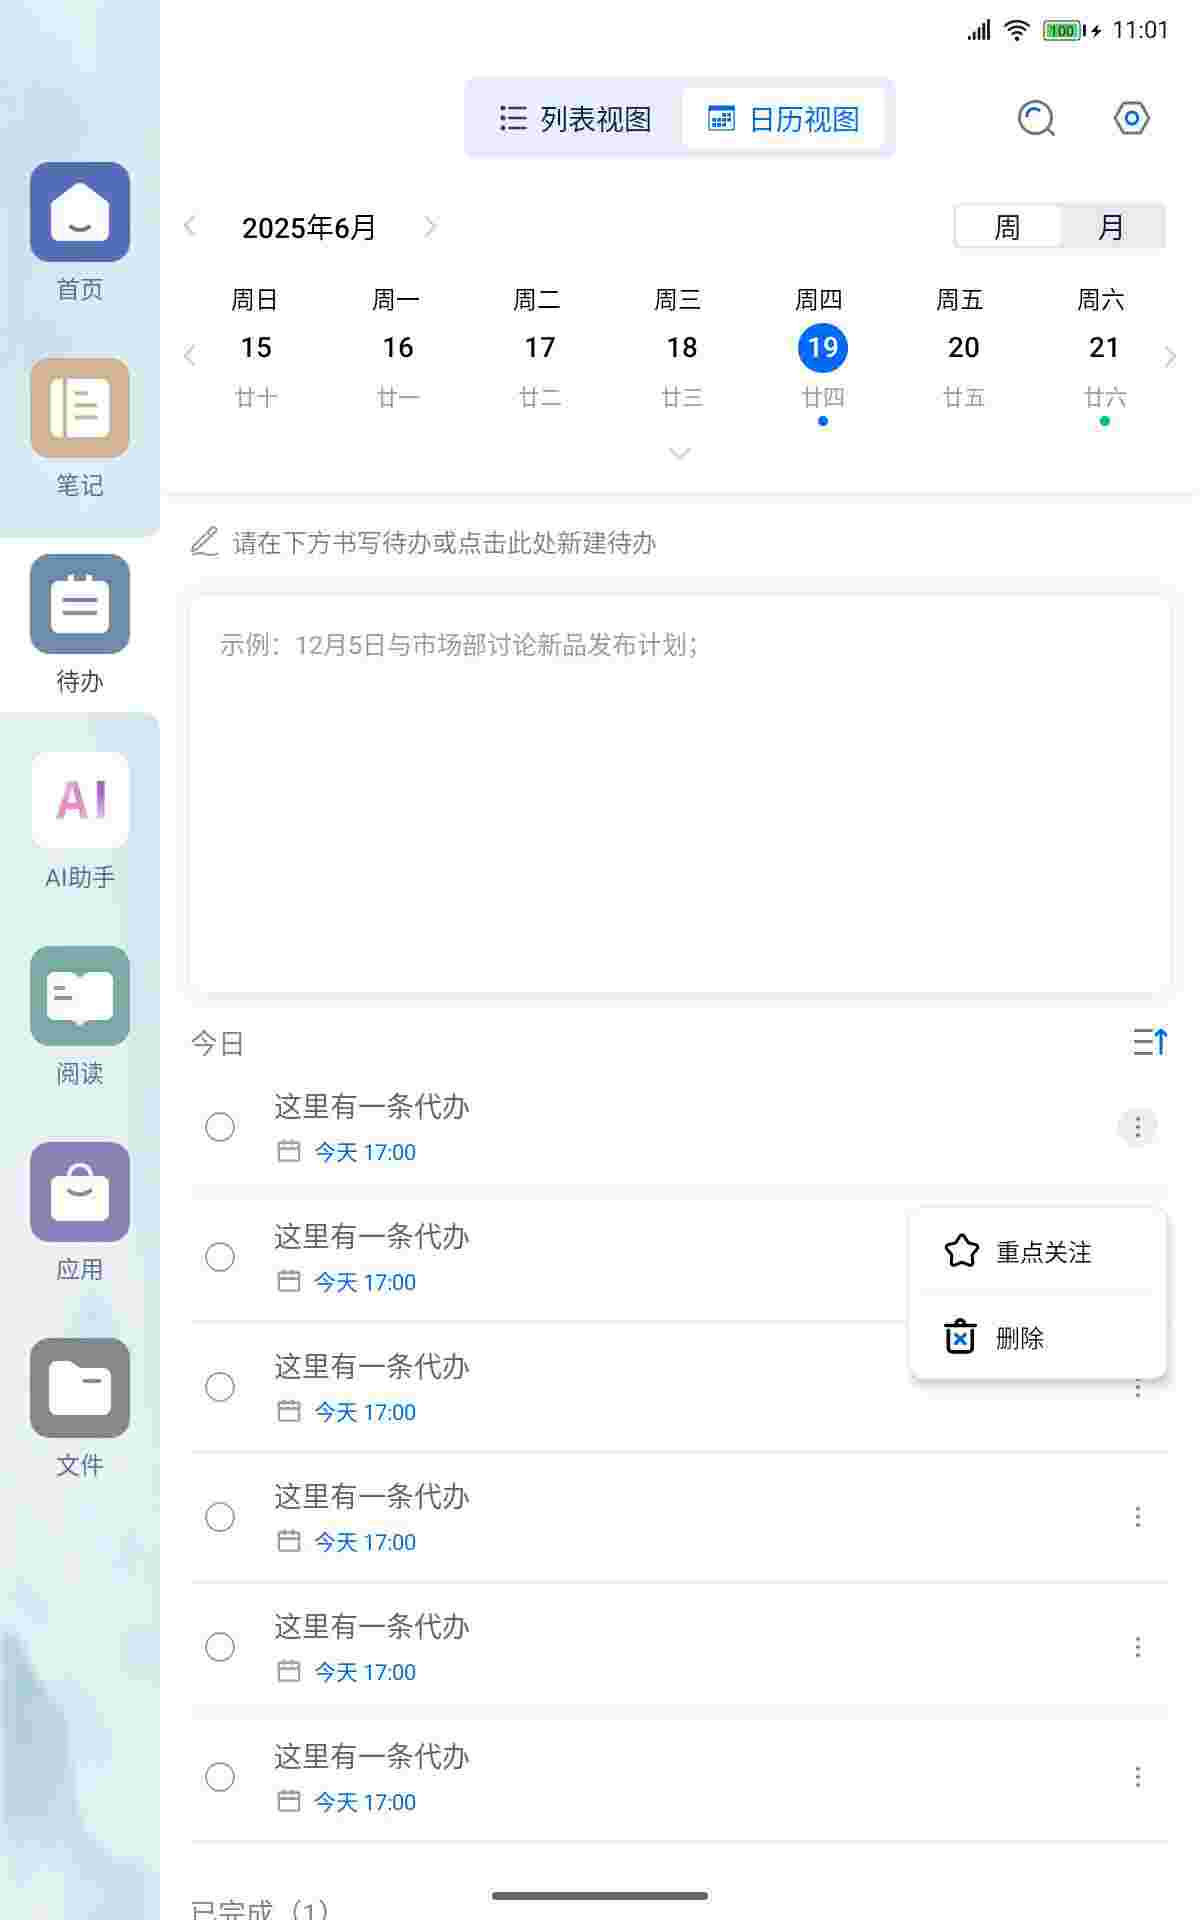 100 11:01
列表视图 日历视图
2025年6月 周 月
周日 周一 周二 周三 周四 周五 周六
15 16 17 18 19 20 21
廿十 廿一 廿二 廿三 廿四 廿五 廿六
请在下方书写待办或点击此处新建待办
示例：12月5日与市场部讨论新品发布计划；
首页
笔记
待办
AI
AI助手
阅读
应用
文件
今日
这里有一条代办
今天 17:00
这里有一条代办
今天 17:00
重点关注
删除
这里有一条代办
今天 17:00
这里有一条代办
今天 17:00
这里有一条代办
今天 17:00
这里有一条代办
今天 17:00
已完成（1）